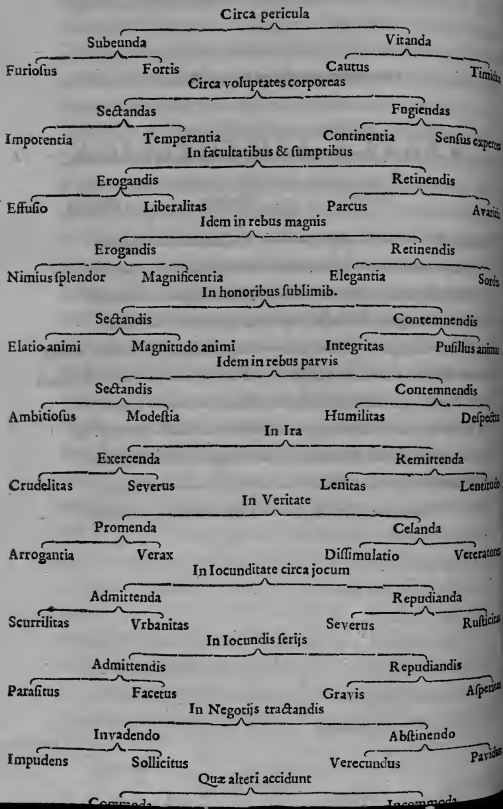 Circa pericula
Subeunda Vitanda
Furioſus Fortis Cautus Timidus
Circa voluptates corporeas
Sectandas Fugiendas
Impotentia Temperantia Continentia Senſus expertes
In facultatibus & ſumptibus
Erogandis Retinendis
Effuſio Liberalitas Parcus Avaritia
Idem in rebus magnis
Erogandis Retinendis
Nimius ſplendor Magnificentia Elegantia Sordes
In honoribus ſublimib.
Sectandis Contemnendis
Elatio animi Magnitudo animi Integritas Puſillus animus
Idem in rebus parvis
Sectandis Contemnendis
Ambitioſus Modeſtia Humilitas Deſpectus
In Ira
Exercenda Remittenda
Crudelitas Severus Lenitas Lentitudo
In Veritate
Promenda Celanda
Arrogantia Verax Diſſimulatio Veteratores
In Iocunditate circa jocum
Admittenda Repudianda
Scurrilitas Vrbanitas Severus Ruſticitas
In Iocundis ſerijs
Admittendis Repudiandis
Paraſitus Facetus Gravis Aſperitas
In Negotijs tractandis
Invadendo Abſtinendo
Impudens Sollicitus Verecundus Pavidus
Quæ alteri accidunt
Commoda Incommoda